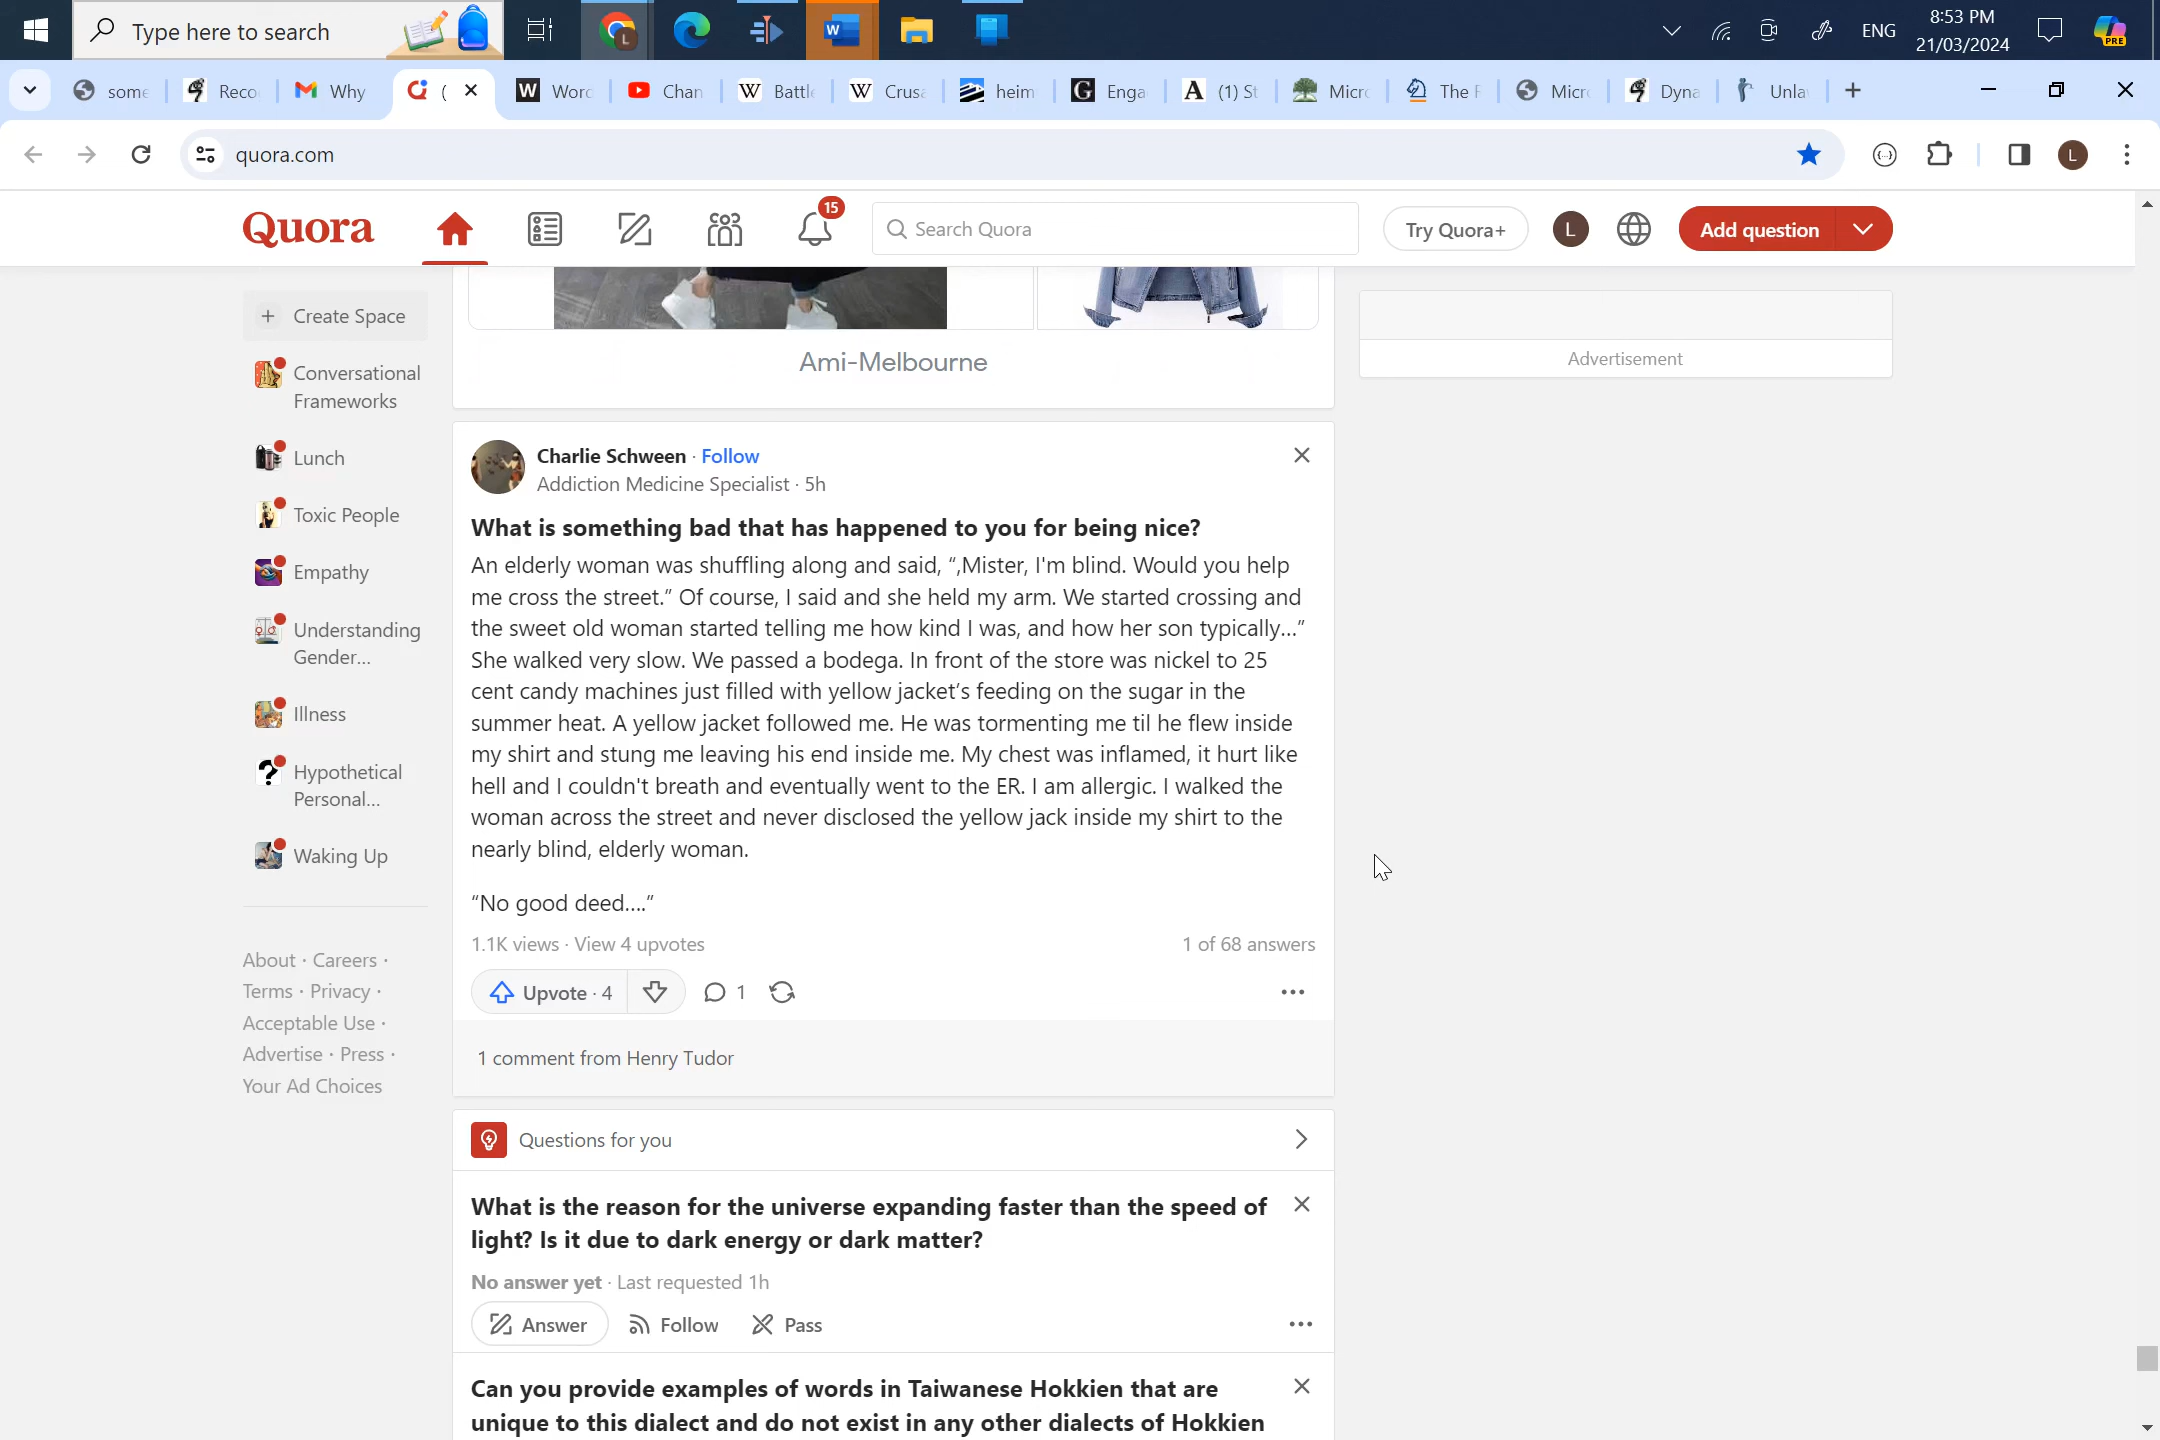 Type here to search
ENG
8:53 PM
21/03/2024
PRE
some
Reco
Why
(
W Worc
Chan
W Battle
W Crusa
heim
G Enga
A (1) St
Micro
The F
Micro
Dyna
Unla
quora.com
L
Quora
15
Search Quora
Try Quora+
L
Add question
Create Space
Conversational
Frameworks
Lunch
Toxic People
Empathy
Understanding
Gender...
Illness
Hypothetical
Personal...
Waking Up
About · Careers ·
Terms · Privacy ·
Acceptable Use ·
Advertise · Press ·
Your Ad Choices
Ami-Melbourne
Charlie Schween · Follow
Addiction Medicine Specialist · 5h
What is something bad that has happened to you for being nice?
An elderly woman was shuffling along and said, “,Mister, I'm blind. Would you help
me cross the street.” Of course, I said and she held my arm. We started crossing and
the sweet old woman started telling me how kind I was, and how her son typically...”
She walked very slow. We passed a bodega. In front of the store was nickel to 25
cent candy machines just filled with yellow jacket’s feeding on the sugar in the
summer heat. A yellow jacket followed me. He was tormenting me til he flew inside
my shirt and stung me leaving his end inside me. My chest was inflamed, it hurt like
hell and I couldn't breath and eventually went to the ER. I am allergic. I walked the
woman across the street and never disclosed the yellow jack inside my shirt to the
nearly blind, elderly woman.
“No good deed....”
1.1K views · View 4 upvotes
1 of 68 answers
Upvote · 4
1
1 comment from Henry Tudor
Questions for you
What is the reason for the universe expanding faster than the speed of
light? Is it due to dark energy or dark matter?
No answer yet · Last requested 1h
Answer
Follow
Pass
Can you provide examples of words in Taiwanese Hokkien that are
unique to this dialect and do not exist in any other dialects of Hokkien
Advertisement